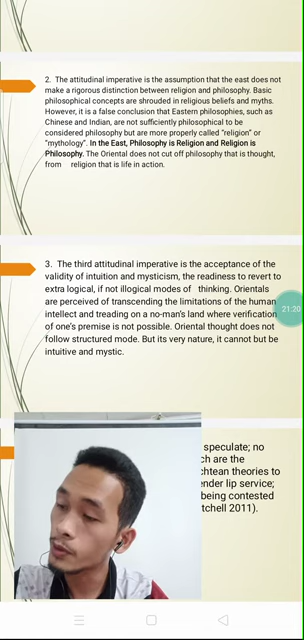 2. The attitudinal imperative is the assumption that the east does not
make a rigorous distinction between religion and philosophy. Basic
philosophical concepts are shrouded in religious beliefs and myths.
However, it is a false conclusion that Eastern philosophies, such as
Chinese and Indian, are not sufficiently philosophical to be
considered philosophy but are more properly called "religion" or
"mythology". In the East, Philosophy is Religion and Religion is
Philosophy. The Oriental does not cut off philosophy that is thought,
from religion that is life in action.
3. The third attitudinal imperative is the acceptance of the
validity of intuition and mysticism, the readiness to revert to
extra logical, if not illogical modes of thinking. Orientals
are perceived of transcending the limitations of the human
intellect and treading on a no-man's land where verification
of one's premise is not possible. Oriental thought does not
follow structured mode. But its very nature, it cannot but be
intuitive and mystic.
21:20
speculate; no
ch are the
chtean theories to
ender lip service;
being contested
tchell 2011).